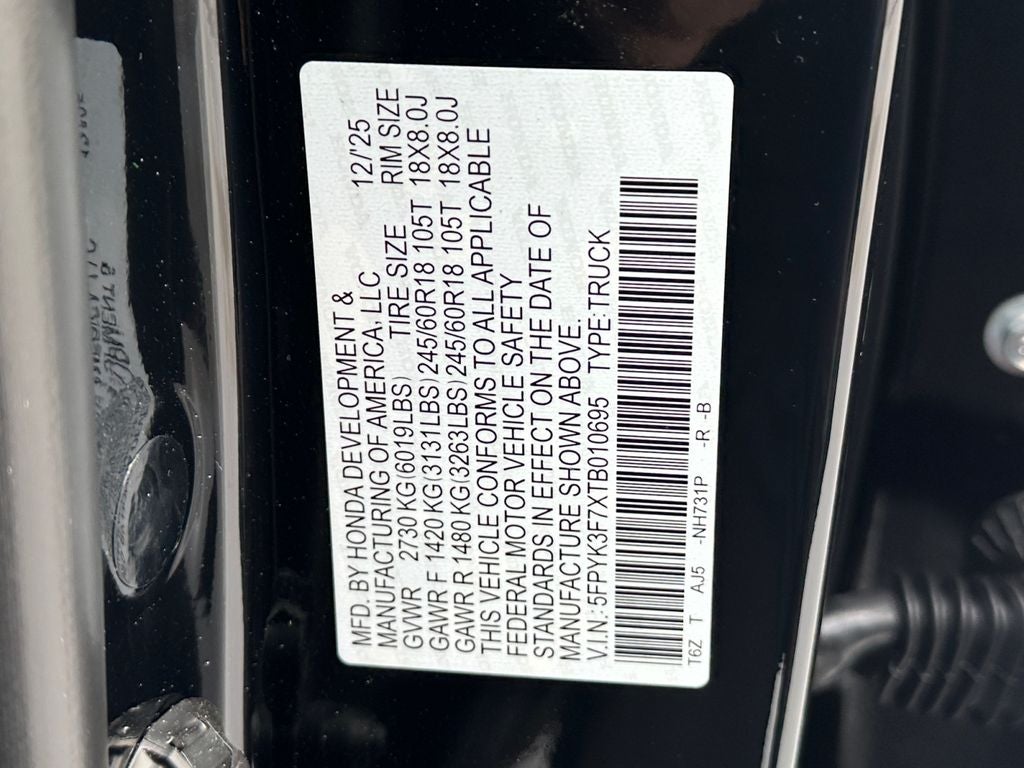 MFD. BY HONDA DEVELOPMENT &
MANUFACTURING OF AMERICA, LLC 12/'25
GVWR 2730 KG(6019LBS) TIRE SIZE RIM SIZE
GAWR F 1420 KG(3131LBS) 245/60R18 105T 18X8.0J
GAWR R 1480 KG(3263LBS) 245/60R18 105T 18X8.0J
THIS VEHICLE CONFORMS TO ALL APPLICABLE
FEDERAL MOTOR VEHICLE SAFETY
STANDARDS IN EFFECT ON THE DATE OF
MANUFACTURE SHOWN ABOVE.
V.I.N.: 5FPYK3F7XTB010695 TYPE:TRUCK
T6Z T AJ5 -NH731P -R -B